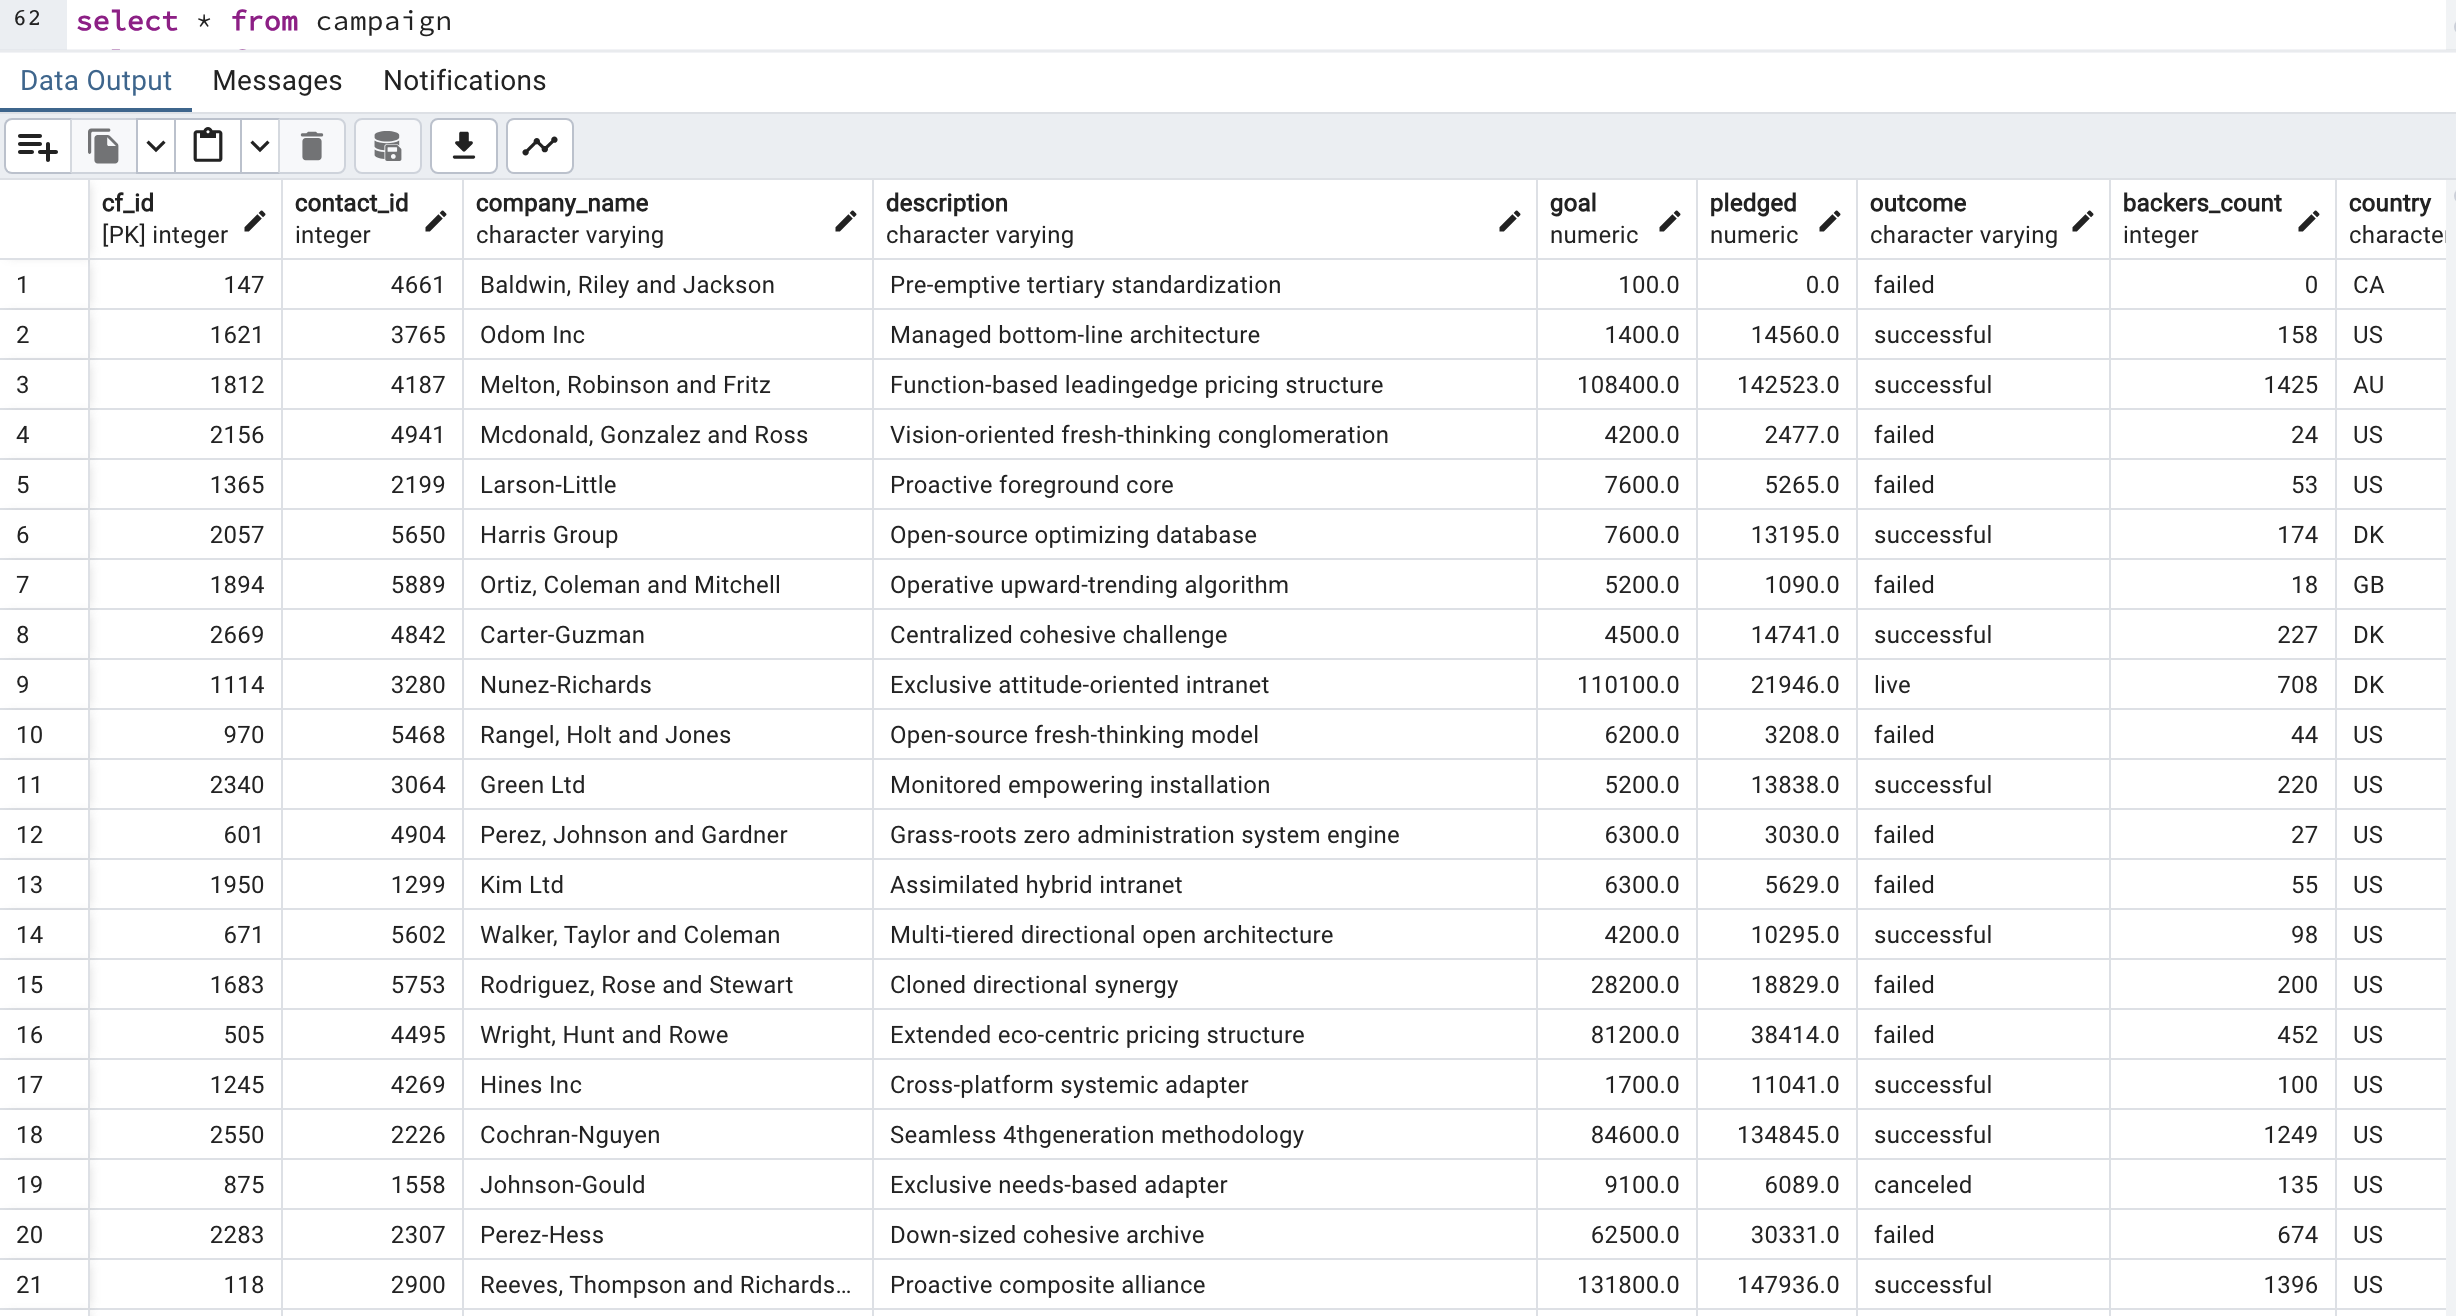 62 select * from campaign
Data Output Messages Notifications
cf_id contact_id company_name description goal pledged outcome backers_count country
[PK] integer integer character varying character varying numeric numeric character varying integer character
1 147 4661 Baldwin, Riley and Jackson Pre-emptive tertiary standardization 100.0 0.0 failed 0 CA
2 1621 3765 Odom Inc Managed bottom-line architecture 1400.0 14560.0 successful 158 US
3 1812 4187 Melton, Robinson and Fritz Function-based leadingedge pricing structure 108400.0 142523.0 successful 1425 AU
4 2156 4941 Mcdonald, Gonzalez and Ross Vision-oriented fresh-thinking conglomeration 4200.0 2477.0 failed 24 US
5 1365 2199 Larson-Little Proactive foreground core 7600.0 5265.0 failed 53 US
6 2057 5650 Harris Group Open-source optimizing database 7600.0 13195.0 successful 174 DK
7 1894 5889 Ortiz, Coleman and Mitchell Operative upward-trending algorithm 5200.0 1090.0 failed 18 GB
8 2669 4842 Carter-Guzman Centralized cohesive challenge 4500.0 14741.0 successful 227 DK
9 1114 3280 Nunez-Richards Exclusive attitude-oriented intranet 110100.0 21946.0 live 708 DK
10 970 5468 Rangel, Holt and Jones Open-source fresh-thinking model 6200.0 3208.0 failed 44 US
11 2340 3064 Green Ltd Monitored empowering installation 5200.0 13838.0 successful 220 US
12 601 4904 Perez, Johnson and Gardner Grass-roots zero administration system engine 6300.0 3030.0 failed 27 US
13 1950 1299 Kim Ltd Assimilated hybrid intranet 6300.0 5629.0 failed 55 US
14 671 5602 Walker, Taylor and Coleman Multi-tiered directional open architecture 4200.0 10295.0 successful 98 US
15 1683 5753 Rodriguez, Rose and Stewart Cloned directional synergy 28200.0 18829.0 failed 200 US
16 505 4495 Wright, Hunt and Rowe Extended eco-centric pricing structure 81200.0 38414.0 failed 452 US
17 1245 4269 Hines Inc Cross-platform systemic adapter 1700.0 11041.0 successful 100 US
18 2550 2226 Cochran-Nguyen Seamless 4thgeneration methodology 84600.0 134845.0 successful 1249 US
19 875 1558 Johnson-Gould Exclusive needs-based adapter 9100.0 6089.0 canceled 135 US
20 2283 2307 Perez-Hess Down-sized cohesive archive 62500.0 30331.0 failed 674 US
21 118 2900 Reeves, Thompson and Richards... Proactive composite alliance 131800.0 147936.0 successful 1396 US